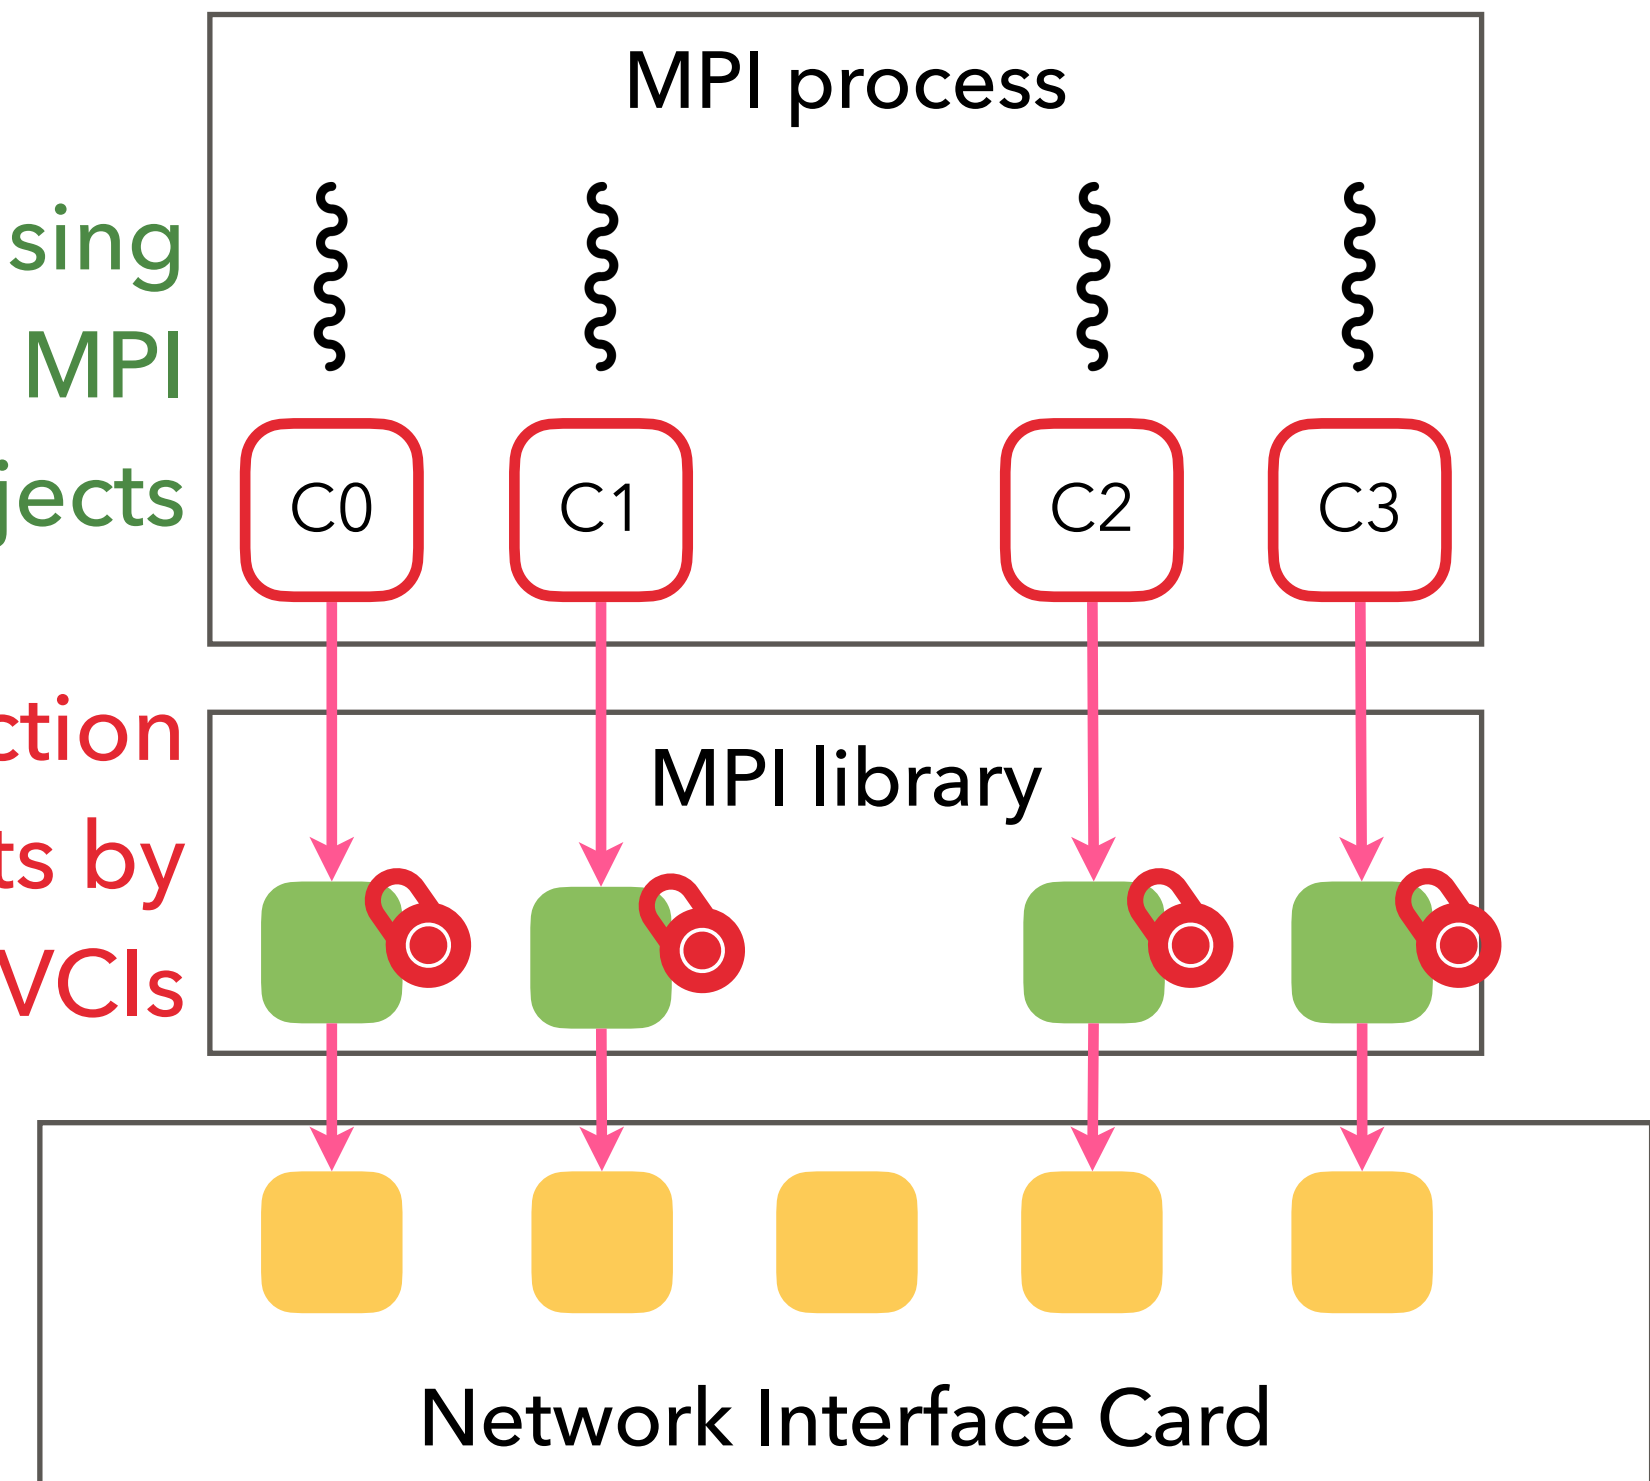 MPI process
sing
MPI
jects
C0 C1 C2 C3
ction
MPI library
ts by
VCIs
Network Interface Card